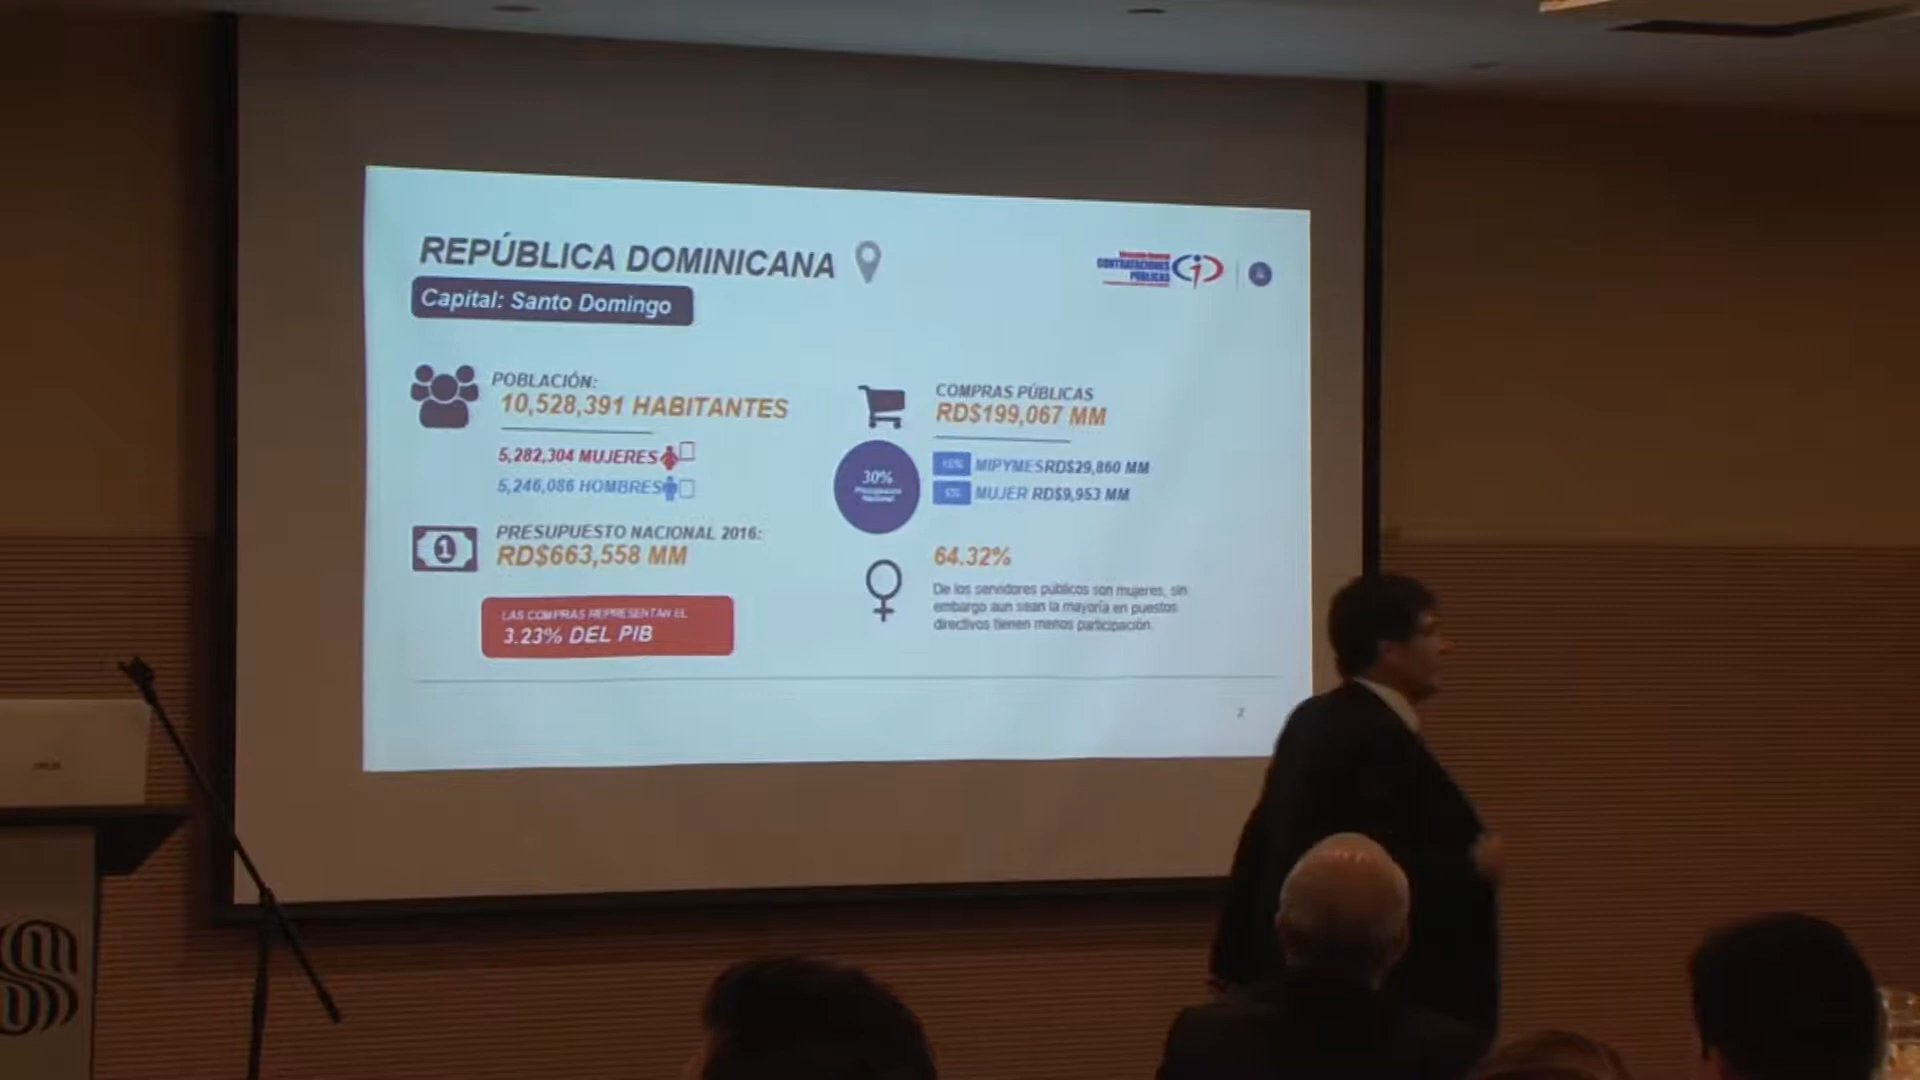 REPÚBLICA DOMINICANA
Capital: Santo Domingo
CONTRATACIONES
PÚBLICAS
POBLACIÓN:
10,528,391 HABITANTES
5,282,304 MUJERES
5,246,086 HOMBRES
PRESUPUESTO NACIONAL 2016:
RD$663,558 MM
LAS COMPRAS REPRESENTAN EL
3.23% DEL PIB
COMPRAS PÚBLICAS
RD$199,067 MM
30%
Presupuesto
Nacional
MIPYMES RD$29,860 MM
MUJER RD$9,953 MM
64.32%
De los servidores públicos son mujeres, sin
embargo aun sean la mayoría en puestos
directivos tienen menos participación.